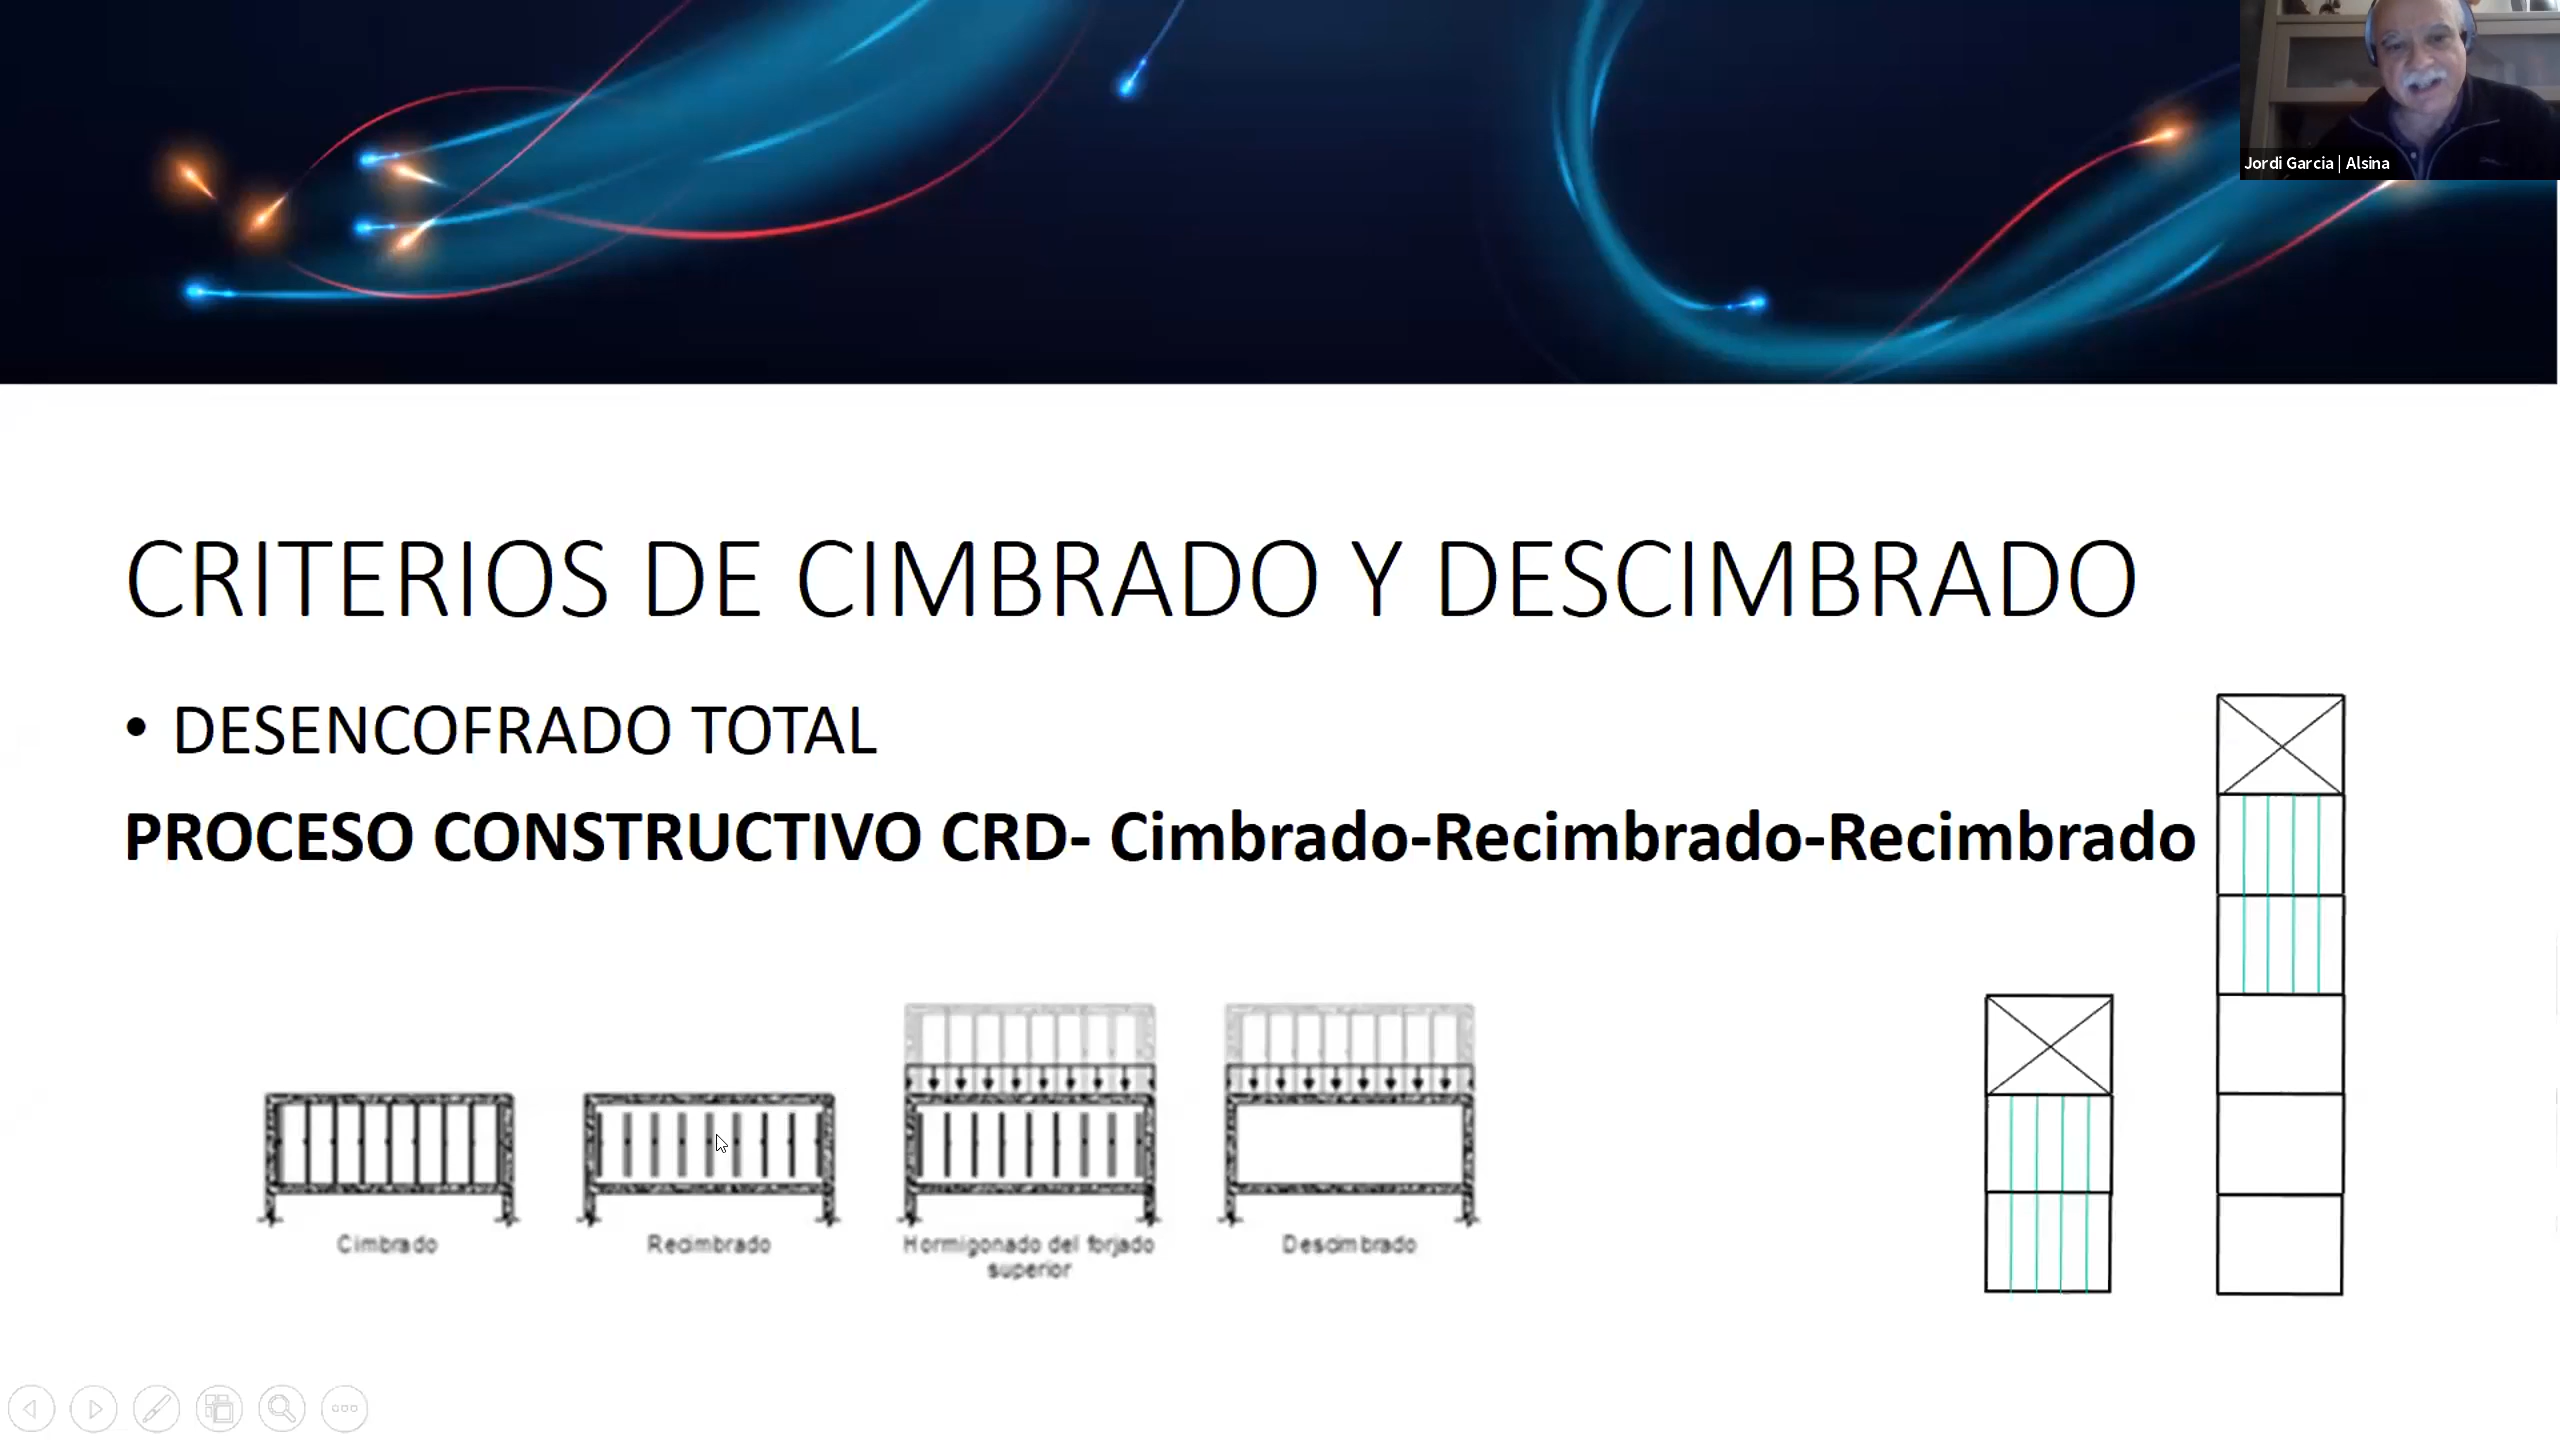 Jordi Garcia | Alsina
CRITERIOS DE CIMBRADO Y DESCIMBRADO
• DESENCOFRADO TOTAL
PROCESO CONSTRUCTIVO CRD- Cimbrado-Recimbrado-Recimbrado
Cimbrado
Recimbrado
Hormigonado del forjado
superior
Descimbrado